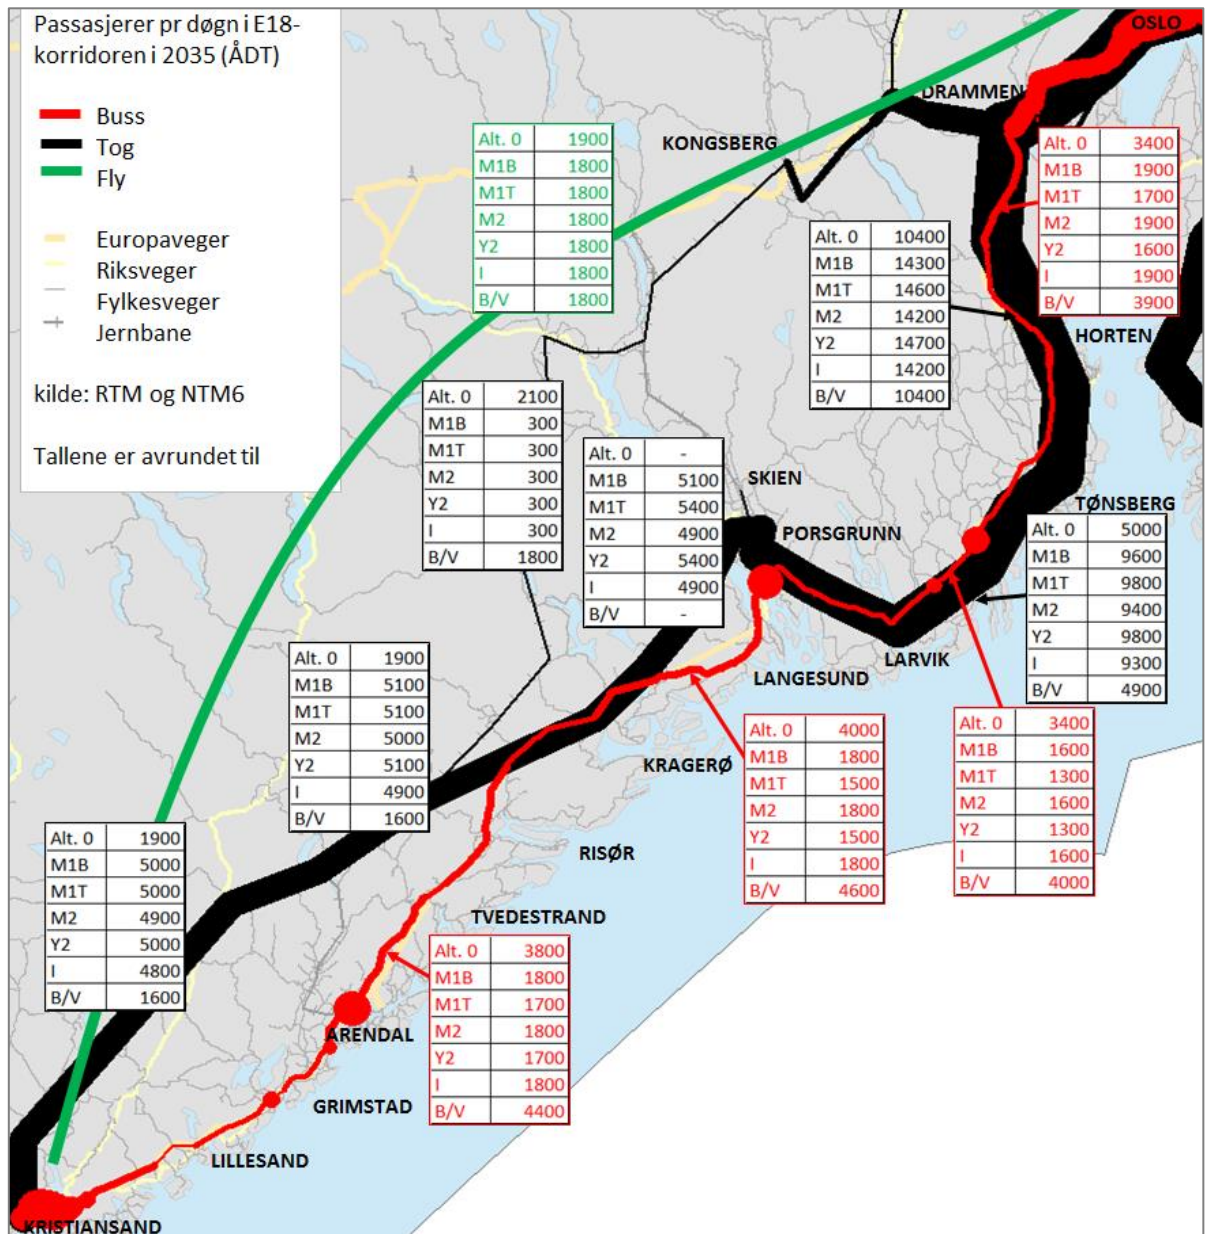 Passasjerer pr døgn i E18-
korridoren i 2035 (ÅDT)
Buss
Tog
Fly
Europaveger
Riksveger
Fylkesveger
Jernbane
kilde: RTM og NTM6
Tallene er avrundet til
OSLO
DRAMMEN
KONGSBERG
Alt. 0 1900
M1B 1800
M1T 1800
M2 1800
Y2 1800
I 1800
B/V 1800
Alt. 0 3400
M1B 1900
M1T 1700
M2 1900
Y2 1600
I 1900
B/V 3900
Alt. 0 10400
M1B 14300
M1T 14600
M2 14200
Y2 14700
I 14200
B/V 10400
HORTEN
Alt. 0 2100
M1B 300
M1T 300
M2 300
Y2 300
I 300
B/V 1800
Alt. 0 -
M1B 5100
M1T 5400
M2 4900
Y2 5400
I 4900
B/V -
SKIEN
PORSGRUNN
TØNSBERG
Alt. 0 5000
M1B 9600
M1T 9800
M2 9400
Y2 9800
I 9300
B/V 4900
LARVIK
LANGESUND
Alt. 0 1900
M1B 5100
M1T 5100
M2 5000
Y2 5100
I 4900
B/V 1600
KRAGERØ
Alt. 0 4000
M1B 1800
M1T 1500
M2 1800
Y2 1500
I 1800
B/V 4600
Alt. 0 3400
M1B 1600
M1T 1300
M2 1600
Y2 1300
I 1600
B/V 4000
Alt. 0 1900
M1B 5000
M1T 5000
M2 4900
Y2 5000
I 4800
B/V 1600
RISØR
TVEDESTRAND
Alt. 0 3800
M1B 1800
M1T 1700
M2 1800
Y2 1700
I 1800
B/V 4400
ARENDAL
GRIMSTAD
LILLESAND
KRISTIANSAND